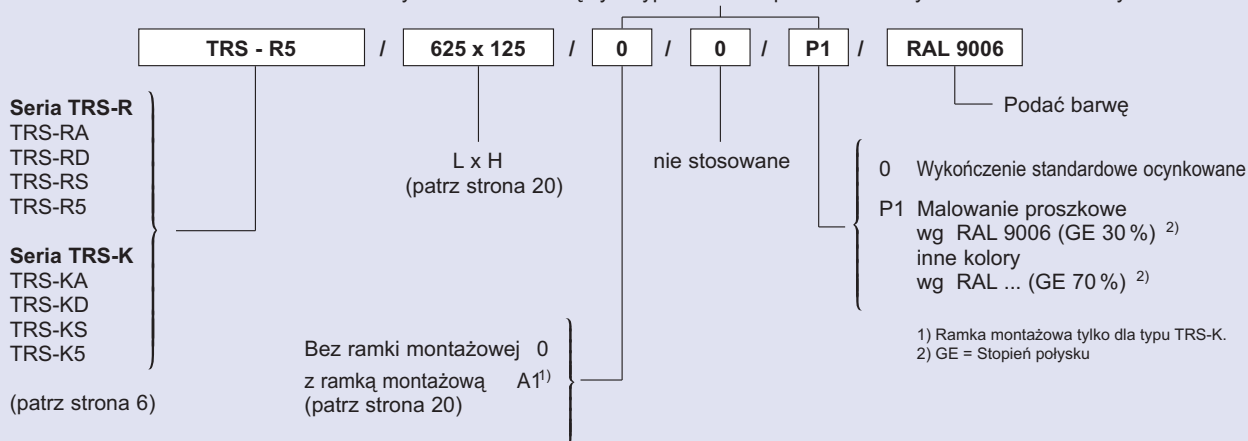 TRS - R5 / 625 x 125 / 0 / 0 / P1 / RAL 9006
Seria TRS-R
TRS-RA
TRS-RD
TRS-RS
TRS-R5
Seria TRS-K
TRS-KA
TRS-KD
TRS-KS
TRS-K5
(patrz strona 6)
L x H
(patrz strona 20)
Bez ramki montażowej 0
z ramką montażową A1¹⁾
(patrz strona 20)
nie stosowane
Podać barwę
0 Wykończenie standardowe ocynkowane
P1 Malowanie proszkowe
wg RAL 9006 (GE 30 %) ²⁾
inne kolory
wg RAL ... (GE 70 %) ²⁾
1) Ramka montażowa tylko dla typu TRS-K.
2) GE = Stopień połysku